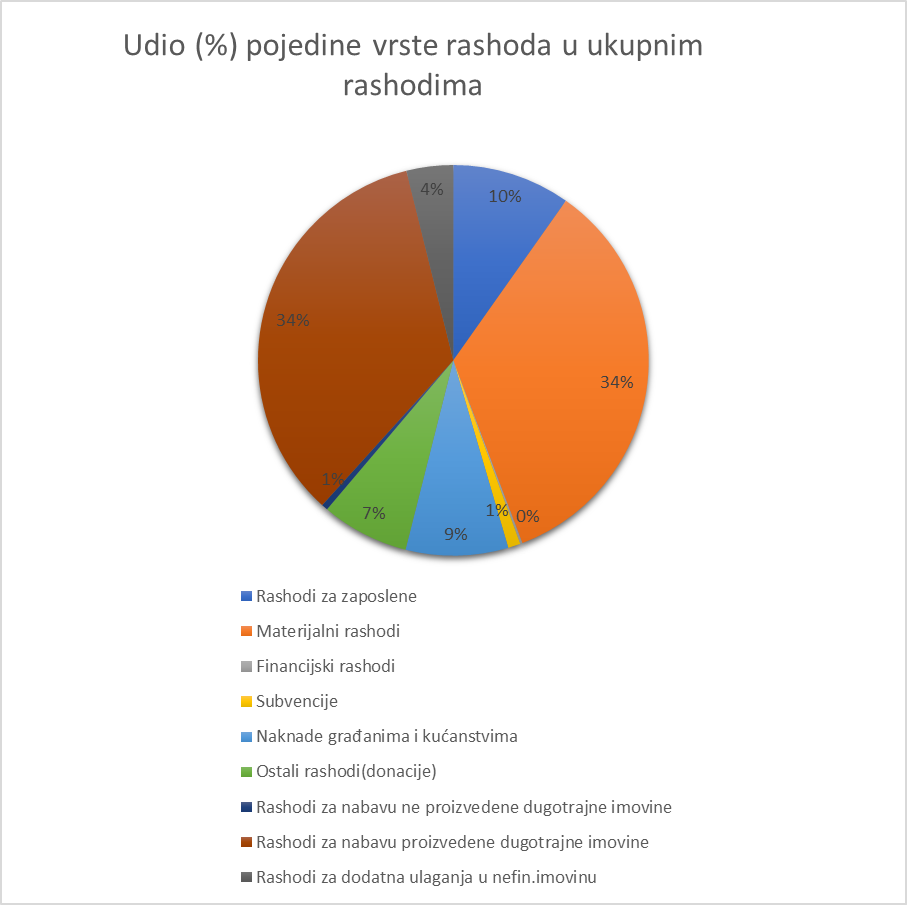 Udio (%) pojedine vrste rashoda u ukupnim
rashodima
4%
10%
34%
34%
1%
1%
0%
7%
9%
Rashodi za zaposlene
Materijalni rashodi
Financijski rashodi
Subvencije
Naknade građanima i kućanstvima
Ostali rashodi(donacije)
Rashodi za nabavu ne proizvedene dugotrajne imovine
Rashodi za nabavu proizvedene dugotrajne imovine
Rashodi za dodatna ulaganja u nefin.imovinu